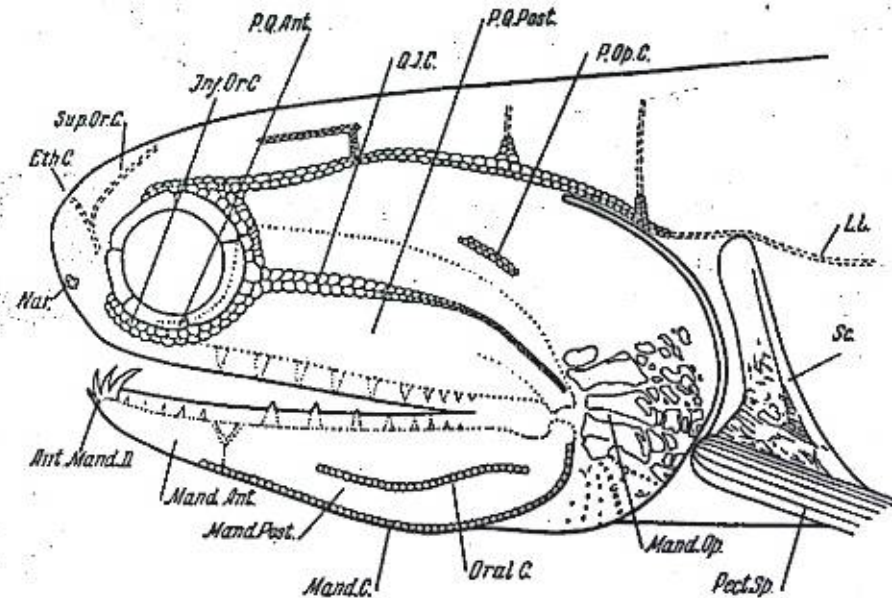 P.Q.Ant.
P.Q.Post.
Inf.Or.C
Q.J.C.
P.Op.C.
Sup.Or.C.
Eth.C.
L.L.
Nar.
Sc.
Ant.Mand.D
Mand.Ant.
Mand.Post.
Mand.C.
Oral C.
Mand.Op.
Pect.Sp.